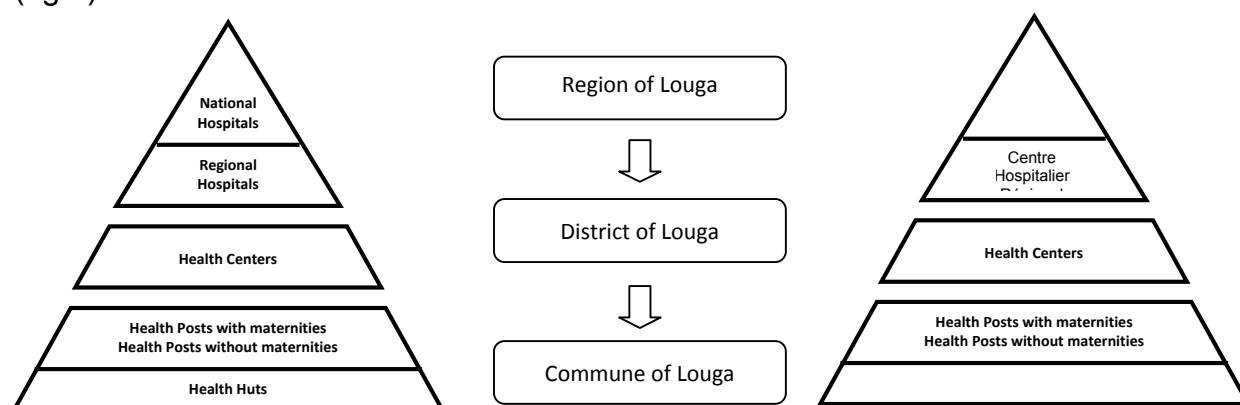 National
Hospitals
Regional
Hospitals
Health Centers
Health Posts with maternities
Health Posts without maternities
Health Huts
Region of Louga
District of Louga
Commune of Louga
Centre
Hospitalier
Health Centers
Health Posts with maternities
Health Posts without maternities